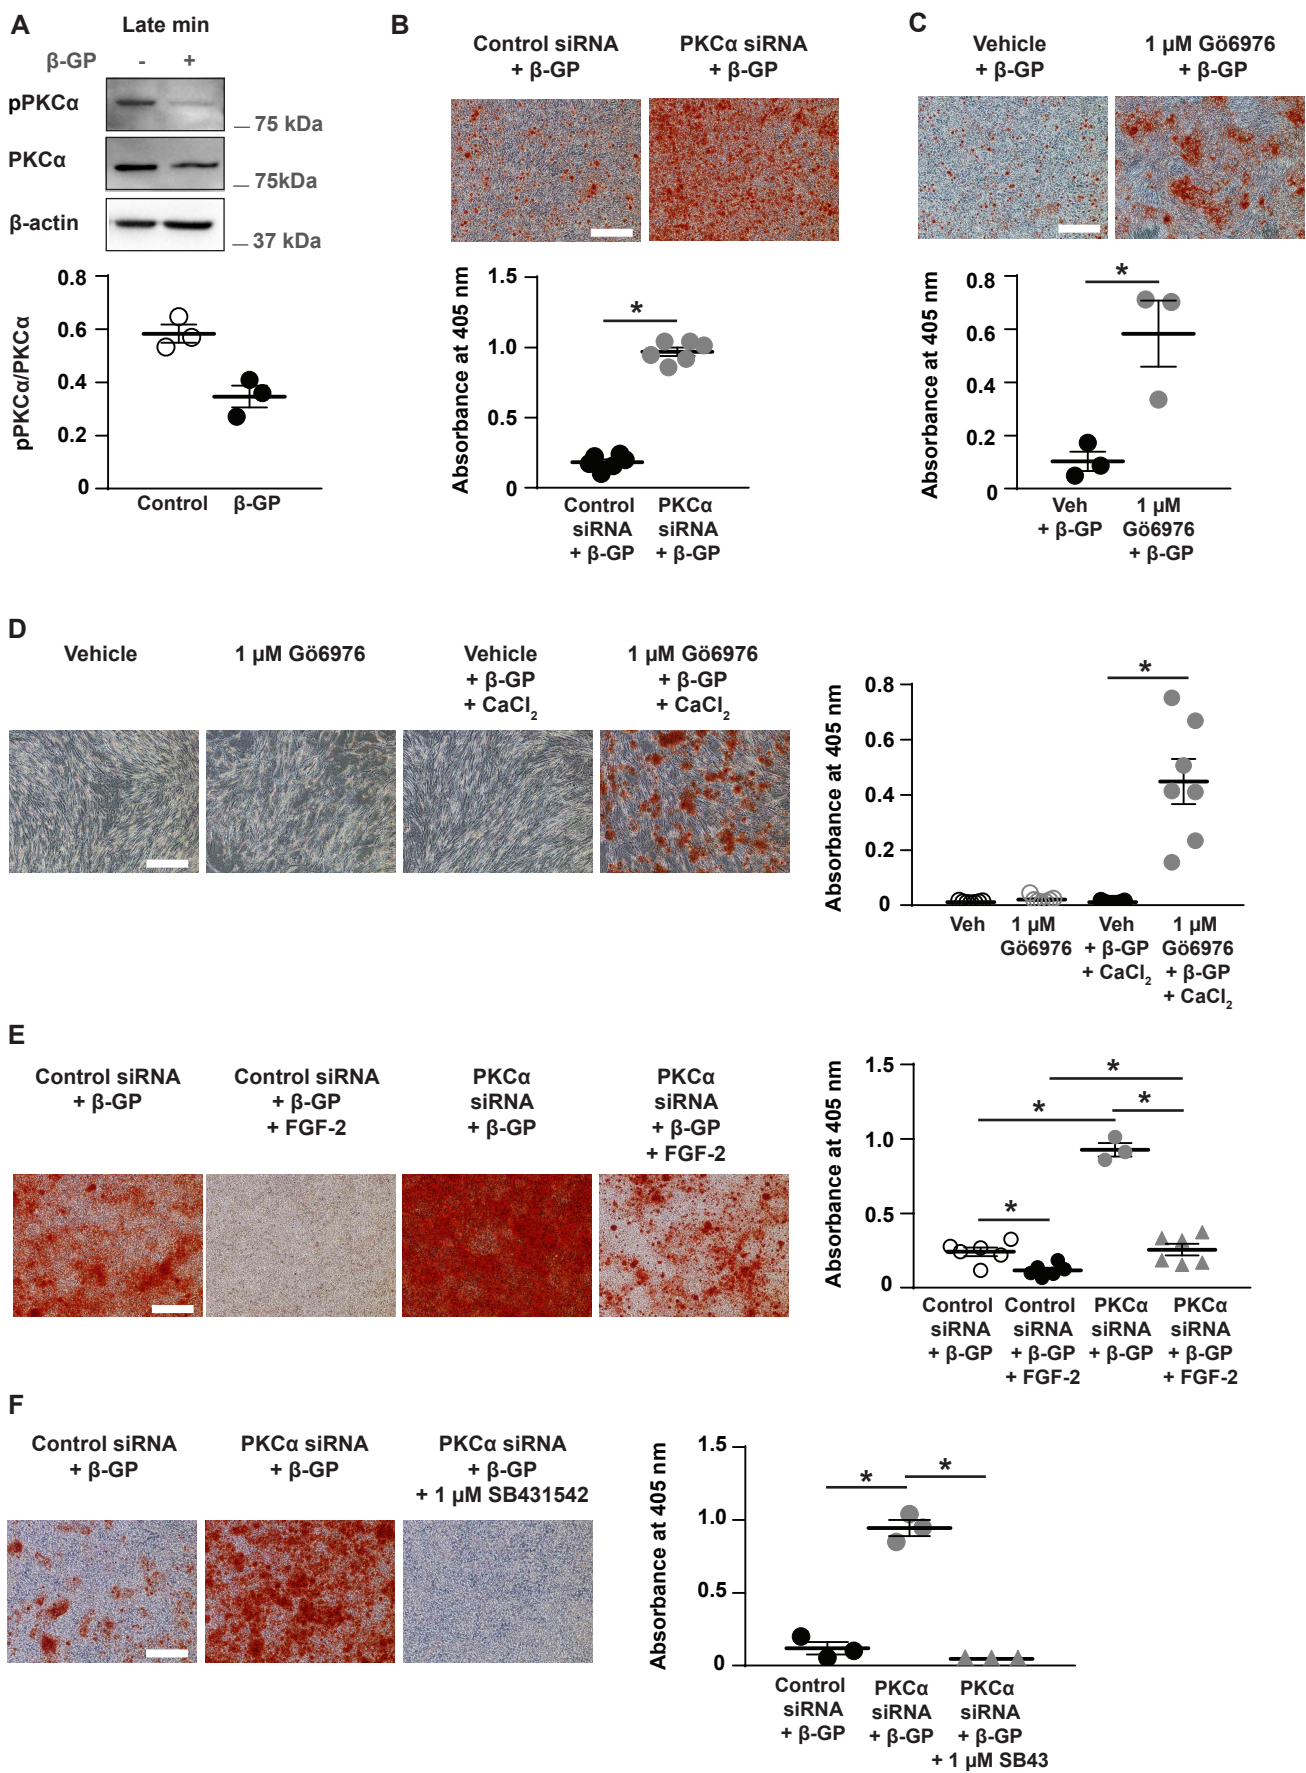 A
Late min
β-GP - +
pPKCα
75 kDa
PKCα
75kDa
β-actin
37 kDa
pPKCα/PKCα
0.8
0.6
0.4
0.2
0
Control β-GP
B
Control siRNA
+ β-GP
PKCα siRNA
+ β-GP
Absorbance at 405 nm
1.5
1.0
0.5
0
*
Control
siRNA
+ β-GP
PKCα
siRNA
+ β-GP
C
Vehicle
+ β-GP
1 µM Gö6976
+ β-GP
Absorbance at 405 nm
0.8
0.6
0.4
0.2
0
*
Veh
+ β-GP
1 µM
Gö6976
+ β-GP
D
Vehicle
1 µM Gö6976
Vehicle
+ β-GP
+ CaCl₂
1 µM Gö6976
+ β-GP
+ CaCl₂
Absorbance at 405 nm
0.8
0.6
0.4
0.2
0
*
Veh
1 µM
Gö6976
Veh
+ β-GP
+ CaCl₂
1 µM
Gö6976
+ β-GP
+ CaCl₂
E
Control siRNA
+ β-GP
Control siRNA
+ β-GP
+ FGF-2
PKCα
siRNA
+ β-GP
PKCα
siRNA
+ β-GP
+ FGF-2
Absorbance at 405 nm
1.5
1.0
0.5
0
*
*
*
*
Control
siRNA
+ β-GP
Control
siRNA
+ β-GP
+ FGF-2
PKCα
siRNA
+ β-GP
PKCα
siRNA
+ β-GP
+ FGF-2
F
Control siRNA
+ β-GP
PKCα siRNA
+ β-GP
PKCα siRNA
+ β-GP
+ 1 µM SB431542
Absorbance at 405 nm
1.5
1.0
0.5
0
*
*
Control
siRNA
+ β-GP
PKCα
siRNA
+ β-GP
PKCα
siRNA
+ β-GP
+ 1 µM SB43